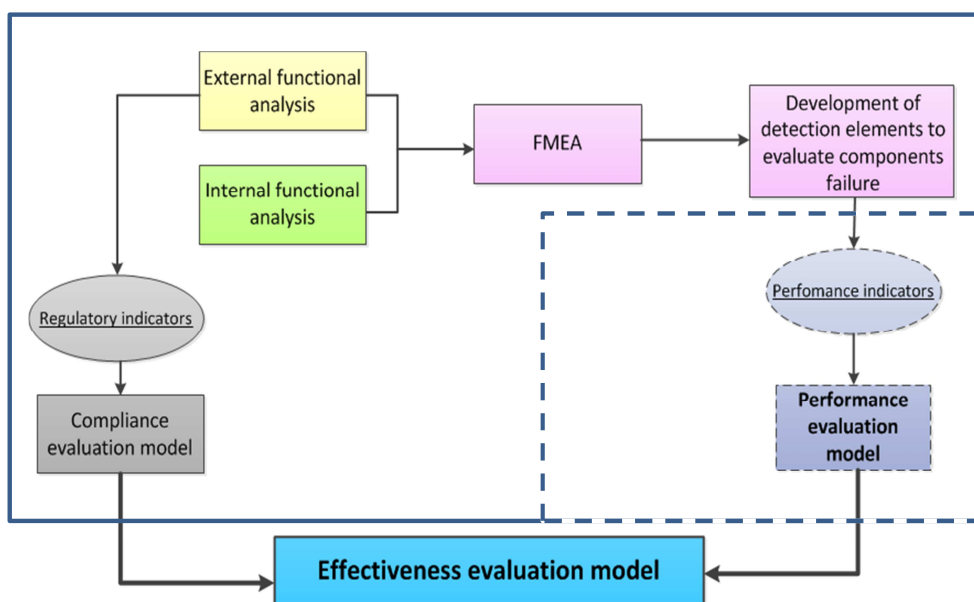 External functional
analysis
Internal functional
analysis
FMEA
Development of
detection elements to
evaluate components
failure
Regulatory indicators
Perfomance indicators
Compliance
evaluation model
Performance
evaluation
model
Effectiveness evaluation model